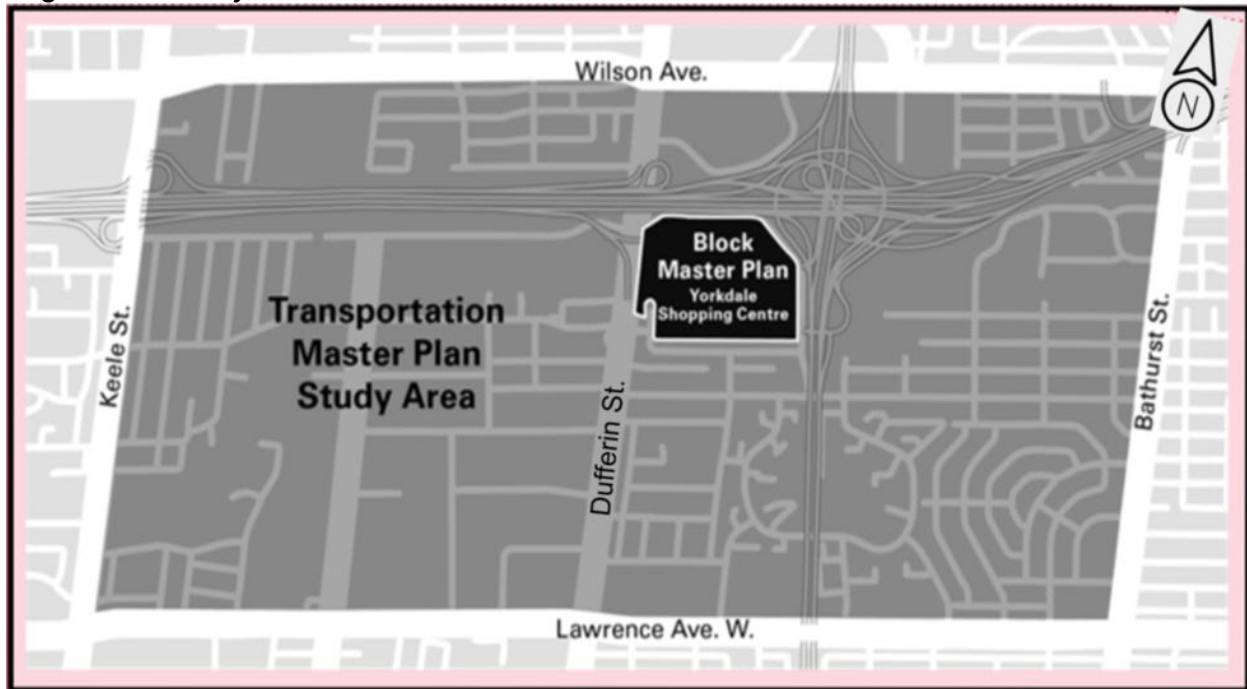 Wilson Ave.
N
Block
Master Plan
Yorkdale
Shopping Centre
Transportation
Master Plan
Study Area
Keele St.
Dufferin St.
Bathurst St.
Lawrence Ave. W.